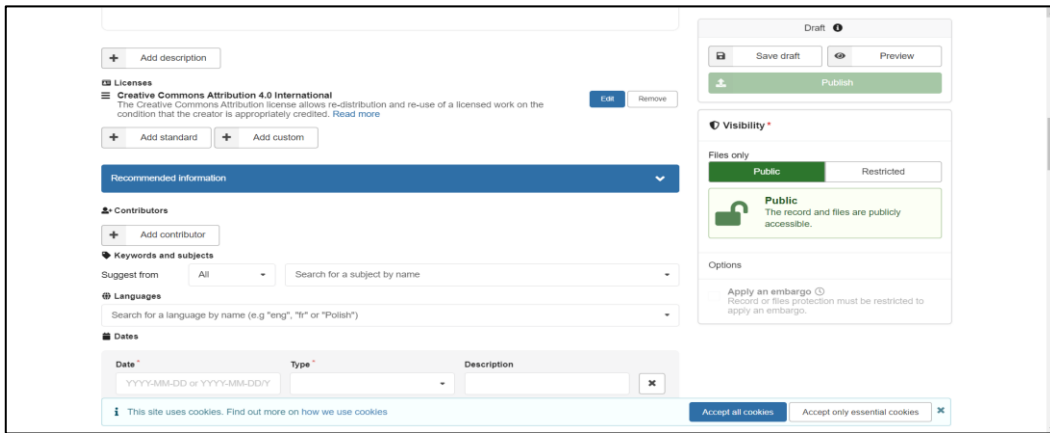 Add description
Licenses
Creative Commons Attribution 4.0 International
The Creative Commons Attribution license allows re-distribution and re-use of a licensed work on the
condition that the creator is appropriately credited. Read more
Edit
Remove
Add standard
Add custom
Recommended information
Contributors
Add contributor
Keywords and subjects
Suggest from
All
Search for a subject by name
Languages
Search for a language by name (e.g "eng", "fr" or "Polish")
Dates
Date *
Type *
Description
YYYY-MM-DD or YYYY-MM-DD/Y
Draft
Save draft
Preview
Publish
Visibility *
Files only
Public
Restricted
Public
The record and files are publicly
accessible.
Options
Apply an embargo
Record or files protection must be restricted to
apply an embargo.
This site uses cookies. Find out more on how we use cookies
Accept all cookies
Accept only essential cookies